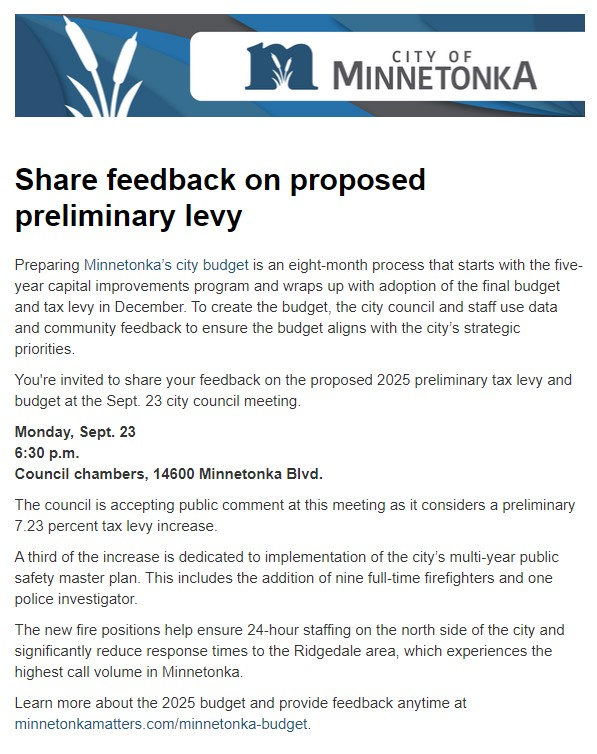 CITY OF
MINNETONKA
Share feedback on proposed
preliminary levy
Preparing Minnetonka’s city budget is an eight-month process that starts with the five-
year capital improvements program and wraps up with adoption of the final budget
and tax levy in December. To create the budget, the city council and staff use data
and community feedback to ensure the budget aligns with the city’s strategic
priorities.
You're invited to share your feedback on the proposed 2025 preliminary tax levy and
budget at the Sept. 23 city council meeting.
Monday, Sept. 23
6:30 p.m.
Council chambers, 14600 Minnetonka Blvd.
The council is accepting public comment at this meeting as it considers a preliminary
7.23 percent tax levy increase.
A third of the increase is dedicated to implementation of the city’s multi-year public
safety master plan. This includes the addition of nine full-time firefighters and one
police investigator.
The new fire positions help ensure 24-hour staffing on the north side of the city and
significantly reduce response times to the Ridgedale area, which experiences the
highest call volume in Minnetonka.
Learn more about the 2025 budget and provide feedback anytime at
minnetonkamatters.com/minnetonka-budget.